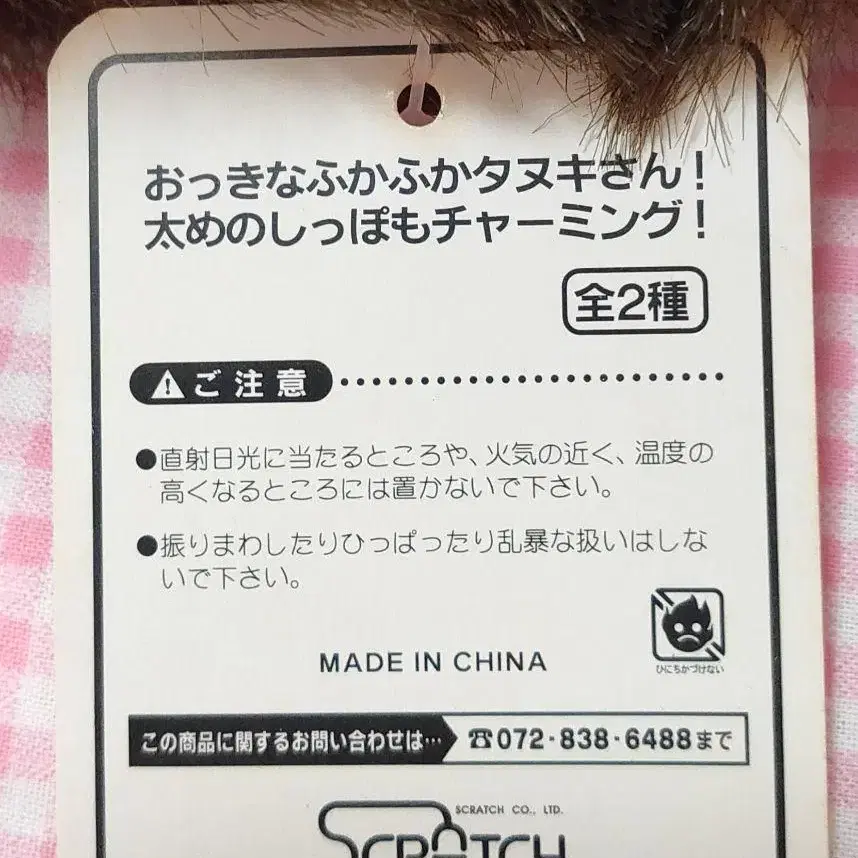 おっきなふかふかタヌキさん!
太めのしっぽもチャーミング!
全2種
⚠ご注意
●直射日光に当たるところや、火気の近く、温度の
高くなるところには置かないで下さい。
●振りまわしたりひっぱったり乱暴な扱いはしな
いで下さい。
ひにちかづけない
MADE IN CHINA
この商品に関するお問い合わせは… ☎072-838-6488まで
SCRATCH CO., LTD.
SCRATCH